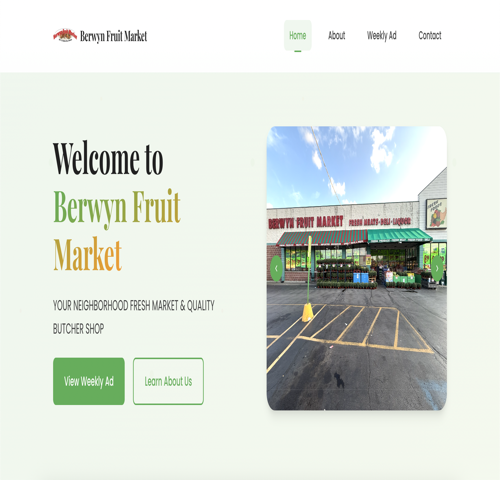 Berwyn Fruit Market
Home
About
Weekly Ad
Contact
Welcome to
Berwyn Fruit
Market
YOUR NEIGHBORHOOD FRESH MARKET & QUALITY
BUTCHER SHOP
View Weekly Ad
Learn About Us
BERWYN FRUIT MARKET
FRESH MEATS-DELI-LIQUOR